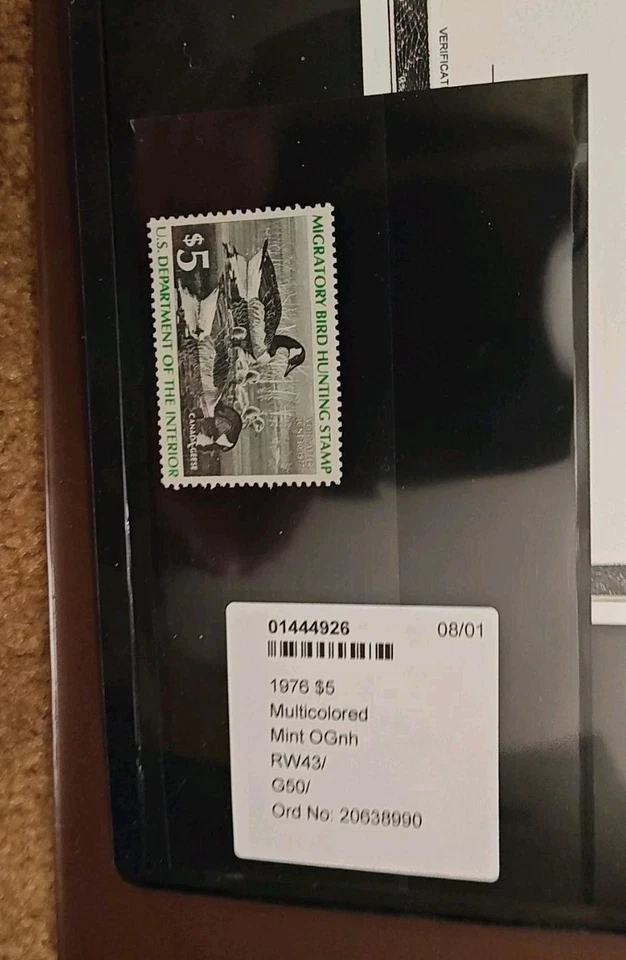 VERIFICAT
MIGRATORY BIRD HUNTING STAMP
$5
CANADA GEESE
U.S. DEPARTMENT OF THE INTERIOR
01444926 08/01
1976 $5
Multicolored
Mint OGnh
RW43/
G50/
Ord No: 20638990